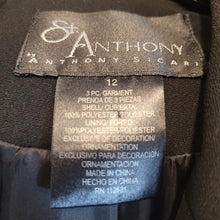 St. ANTHONY
BY ANTHONY SICARI
12
3 PC. GARMENT
PRENDA DE 3 PIEZAS
SHELL/ CUBIERTA
100% POLYESTER/ POLIESTER
LINING/ FORRO
100% POLYESTER/ POLIESTER
EXCLUSIVE OF DECORATION
ORNAMENTATION
EXCLUSIVO PARA DECORACION
ORNAMENTACION
MADE IN CHINA
HECHO EN CHINA